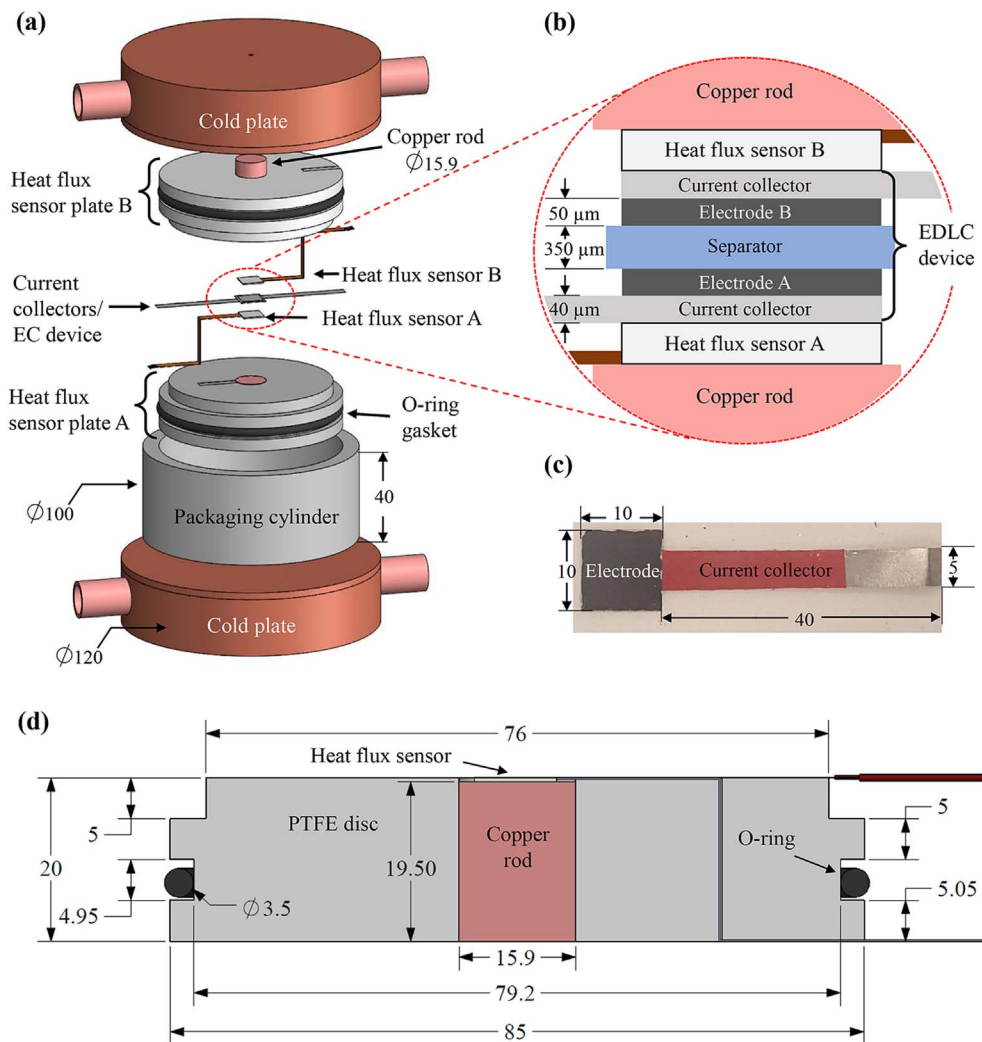 (a)
Cold plate
Copper rod
∅15.9
Heat flux
sensor plate B
Heat flux sensor B
Current
collectors/
EC device
Heat flux sensor A
Heat flux
sensor plate A
O-ring
gasket
∅100
40
Packaging cylinder
Cold plate
∅120
(b)
Copper rod
Heat flux sensor B
Current collector
50 µm
Electrode B
350 µm
Separator
EDLC
device
Electrode A
40 µm
Current collector
Heat flux sensor A
Copper rod
(c)
10
10
Electrode
Current collector
5
40
(d)
76
Heat flux sensor
5
PTFE disc
Copper
rod
5
20
19.50
O-ring
4.95
∅3.5
5.05
15.9
79.2
85